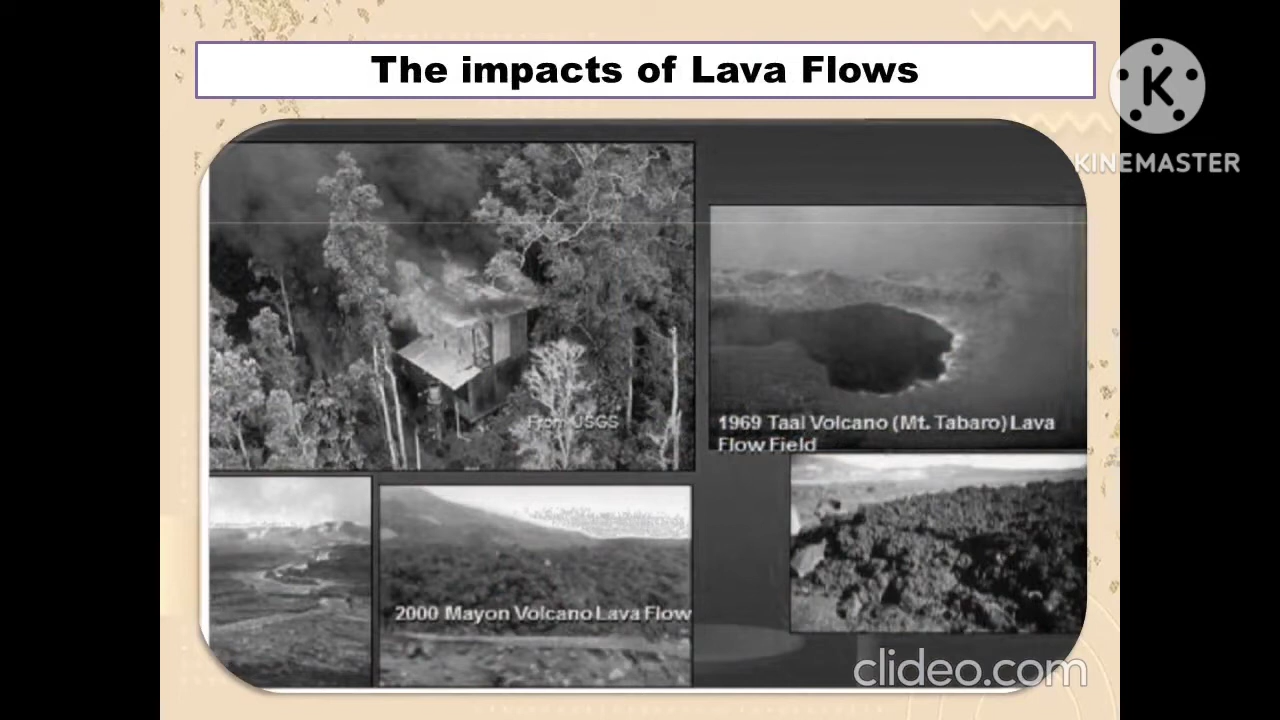 The impacts of Lava Flows
K
KINEMASTER
From USGS
1969 Taal Volcano (Mt. Tabaro) Lava
Flow Field
2000 Mayon Volcano Lava Flow
clideo.com